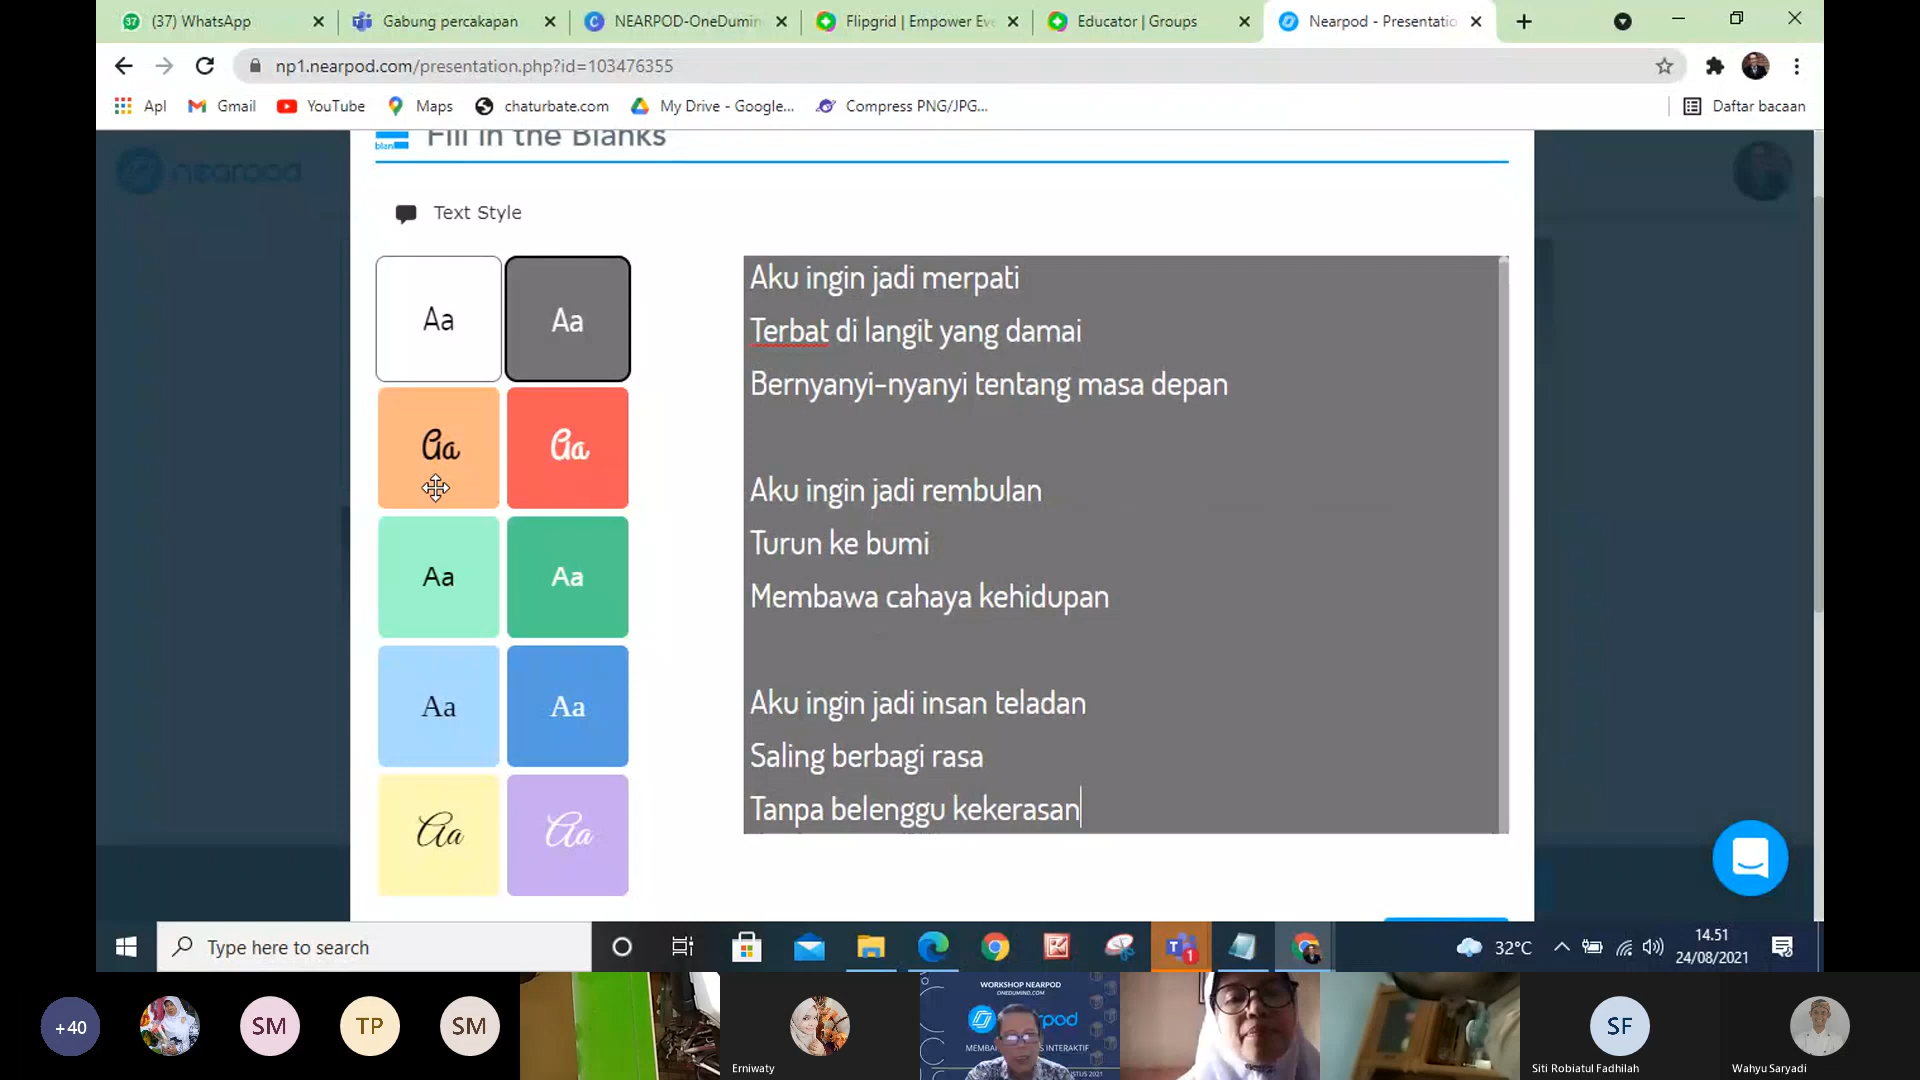 (37) WhatsApp
Gabung percakapan
NEARPOD-OneDumin
Flipgrid | Empower Eve
Educator | Groups
Nearpod - Presentatio
np1.nearpod.com/presentation.php?id=103476355
Apl
Gmail
YouTube
Maps
chaturbate.com
My Drive - Google...
Compress PNG/JPG...
Daftar bacaan
nearpod
blan
Fill in the Blanks
Text Style
Aa
Aa
Aa
Aa
Aa
Aa
Aa
Aa
Aa
Aa
Aku ingin jadi merpati
Terbat di langit yang damai
Bernyanyi-nyanyi tentang masa depan
Aku ingin jadi rembulan
Turun ke bumi
Membawa cahaya kehidupan
Aku ingin jadi insan teladan
Saling berbagi rasa
Tanpa belenggu kekerasan
Type here to search
32°C
14.51
24/08/2021
+40
SM
TP
SM
Erniwaty
WORKSHOP NEARPOD
ONEDUMIND.COM
SF
Siti Robiatul Fadhilah
Wahyu Saryadi